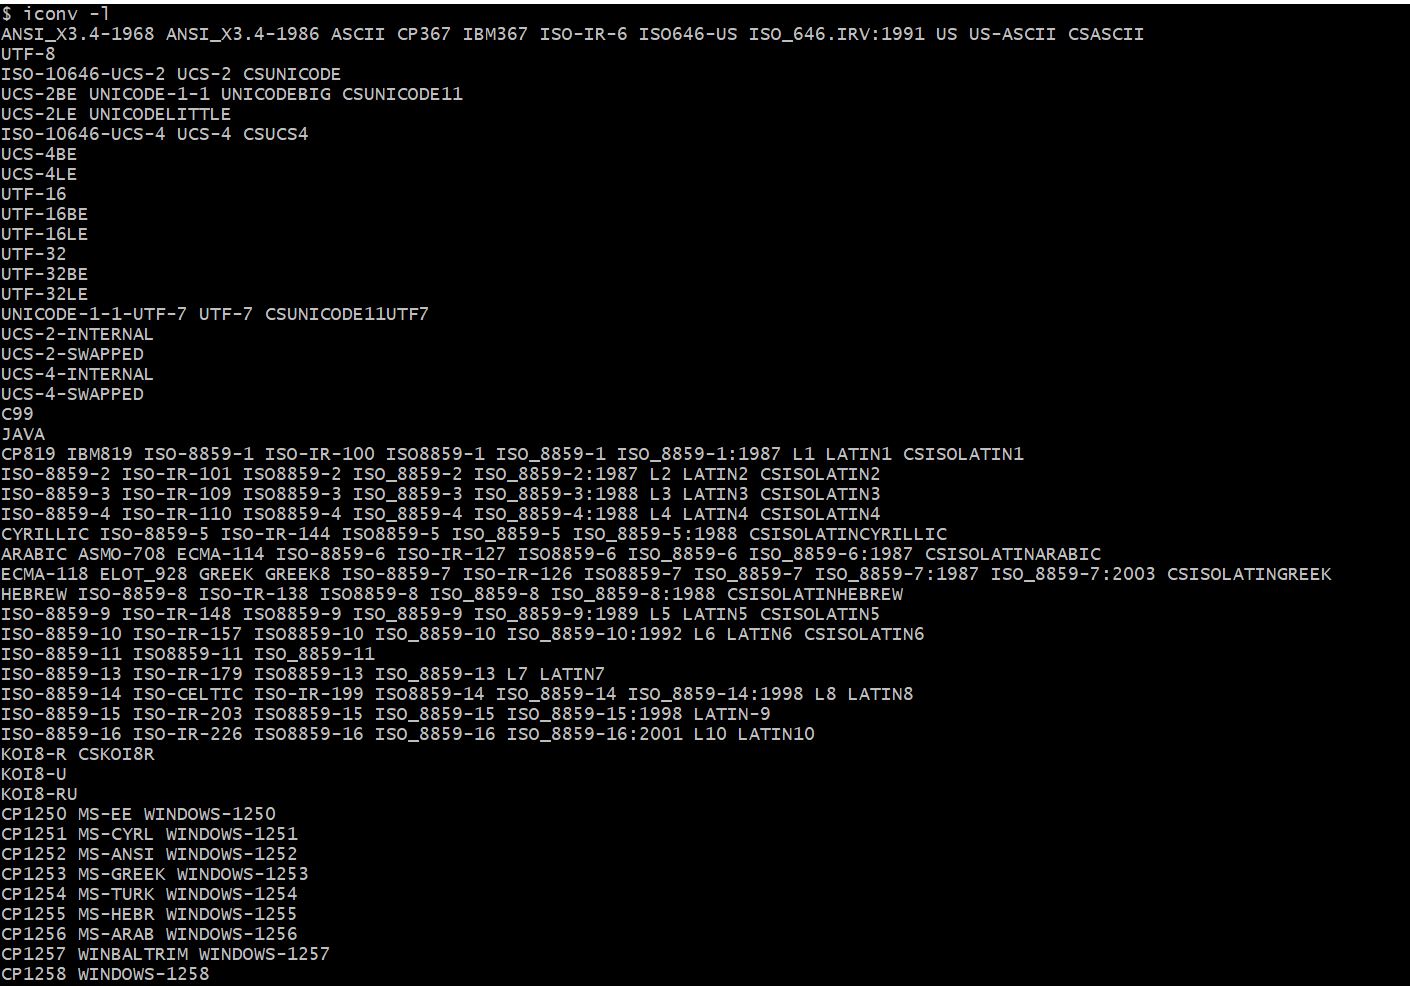 $ iconv -l
ANSI_X3.4-1968 ANSI_X3.4-1986 ASCII CP367 IBM367 ISO-IR-6 ISO646-US ISO_646.IRV:1991 US US-ASCII CSASCII
UTF-8
ISO-10646-UCS-2 UCS-2 CSUNICODE
UCS-2BE UNICODE-1-1 UNICODEBIG CSUNICODE11
UCS-2LE UNICODELITTLE
ISO-10646-UCS-4 UCS-4 CSUCS4
UCS-4BE
UCS-4LE
UTF-16
UTF-16BE
UTF-16LE
UTF-32
UTF-32BE
UTF-32LE
UNICODE-1-1-UTF-7 UTF-7 CSUNICODE11UTF7
UCS-2-INTERNAL
UCS-2-SWAPPED
UCS-4-INTERNAL
UCS-4-SWAPPED
C99
JAVA
CP819 IBM819 ISO-8859-1 ISO-IR-100 ISO8859-1 ISO_8859-1 ISO_8859-1:1987 L1 LATIN1 CSISOLATIN1
ISO-8859-2 ISO-IR-101 ISO8859-2 ISO_8859-2 ISO_8859-2:1987 L2 LATIN2 CSISOLATIN2
ISO-8859-3 ISO-IR-109 ISO8859-3 ISO_8859-3 ISO_8859-3:1988 L3 LATIN3 CSISOLATIN3
ISO-8859-4 ISO-IR-110 ISO8859-4 ISO_8859-4 ISO_8859-4:1988 L4 LATIN4 CSISOLATIN4
CYRILLIC ISO-8859-5 ISO-IR-144 ISO8859-5 ISO_8859-5 ISO_8859-5:1988 CSISOLATINCYRILLIC
ARABIC ASMO-708 ECMA-114 ISO-8859-6 ISO-IR-127 ISO8859-6 ISO_8859-6 ISO_8859-6:1987 CSISOLATINARABIC
ECMA-118 ELOT_928 GREEK GREEK8 ISO-8859-7 ISO-IR-126 ISO8859-7 ISO_8859-7 ISO_8859-7:1987 ISO_8859-7:2003 CSISOLATINGREEK
HEBREW ISO-8859-8 ISO-IR-138 ISO8859-8 ISO_8859-8 ISO_8859-8:1988 CSISOLATINHEBREW
ISO-8859-9 ISO-IR-148 ISO8859-9 ISO_8859-9 ISO_8859-9:1989 L5 LATIN5 CSISOLATIN5
ISO-8859-10 ISO-IR-157 ISO8859-10 ISO_8859-10 ISO_8859-10:1992 L6 LATIN6 CSISOLATIN6
ISO-8859-11 ISO8859-11 ISO_8859-11
ISO-8859-13 ISO-IR-179 ISO8859-13 ISO_8859-13 L7 LATIN7
ISO-8859-14 ISO-CELTIC ISO-IR-199 ISO8859-14 ISO_8859-14 ISO_8859-14:1998 L8 LATIN8
ISO-8859-15 ISO-IR-203 ISO8859-15 ISO_8859-15 ISO_8859-15:1998 LATIN-9
ISO-8859-16 ISO-IR-226 ISO8859-16 ISO_8859-16 ISO_8859-16:2001 L10 LATIN10
KOI8-R CSKOI8R
KOI8-U
KOI8-RU
CP1250 MS-EE WINDOWS-1250
CP1251 MS-CYRL WINDOWS-1251
CP1252 MS-ANSI WINDOWS-1252
CP1253 MS-GREEK WINDOWS-1253
CP1254 MS-TURK WINDOWS-1254
CP1255 MS-HEBR WINDOWS-1255
CP1256 MS-ARAB WINDOWS-1256
CP1257 WINBALTRIM WINDOWS-1257
CP1258 WINDOWS-1258